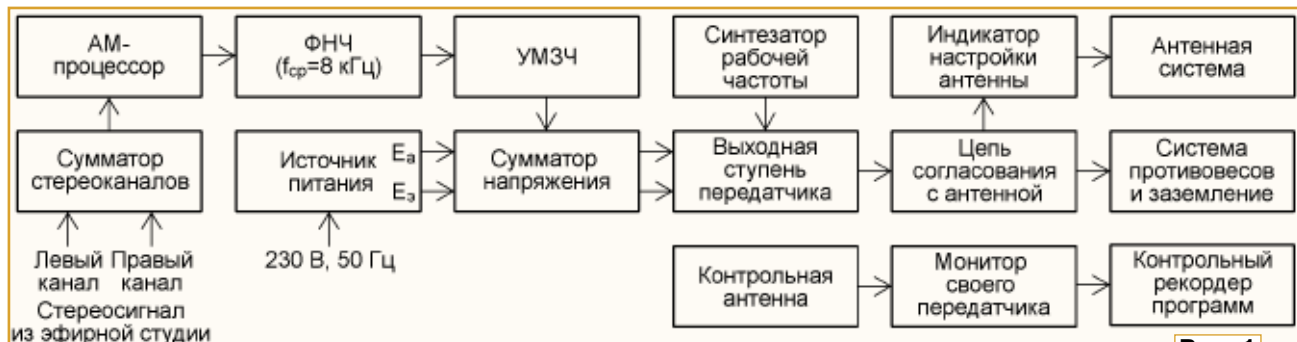 АМ-
процессор
ФНЧ
(fср=8 кГц)
УМЗЧ
Синтезатор
рабочей
частоты
Индикатор
настройки
антенны
Антенная
система
Сумматор
стереоканалов
Источник
питания
Eа
Eэ
Сумматор
напряжения
Выходная
ступень
передатчика
Цепь
согласования
с антенной
Система
противовесов
и заземление
Левый
канал
Правый
канал
Стереосигнал
из эфирной студии
230 В, 50 Гц
Контрольная
антенна
Монитор
своего
передатчика
Контрольный
рекордер
программ